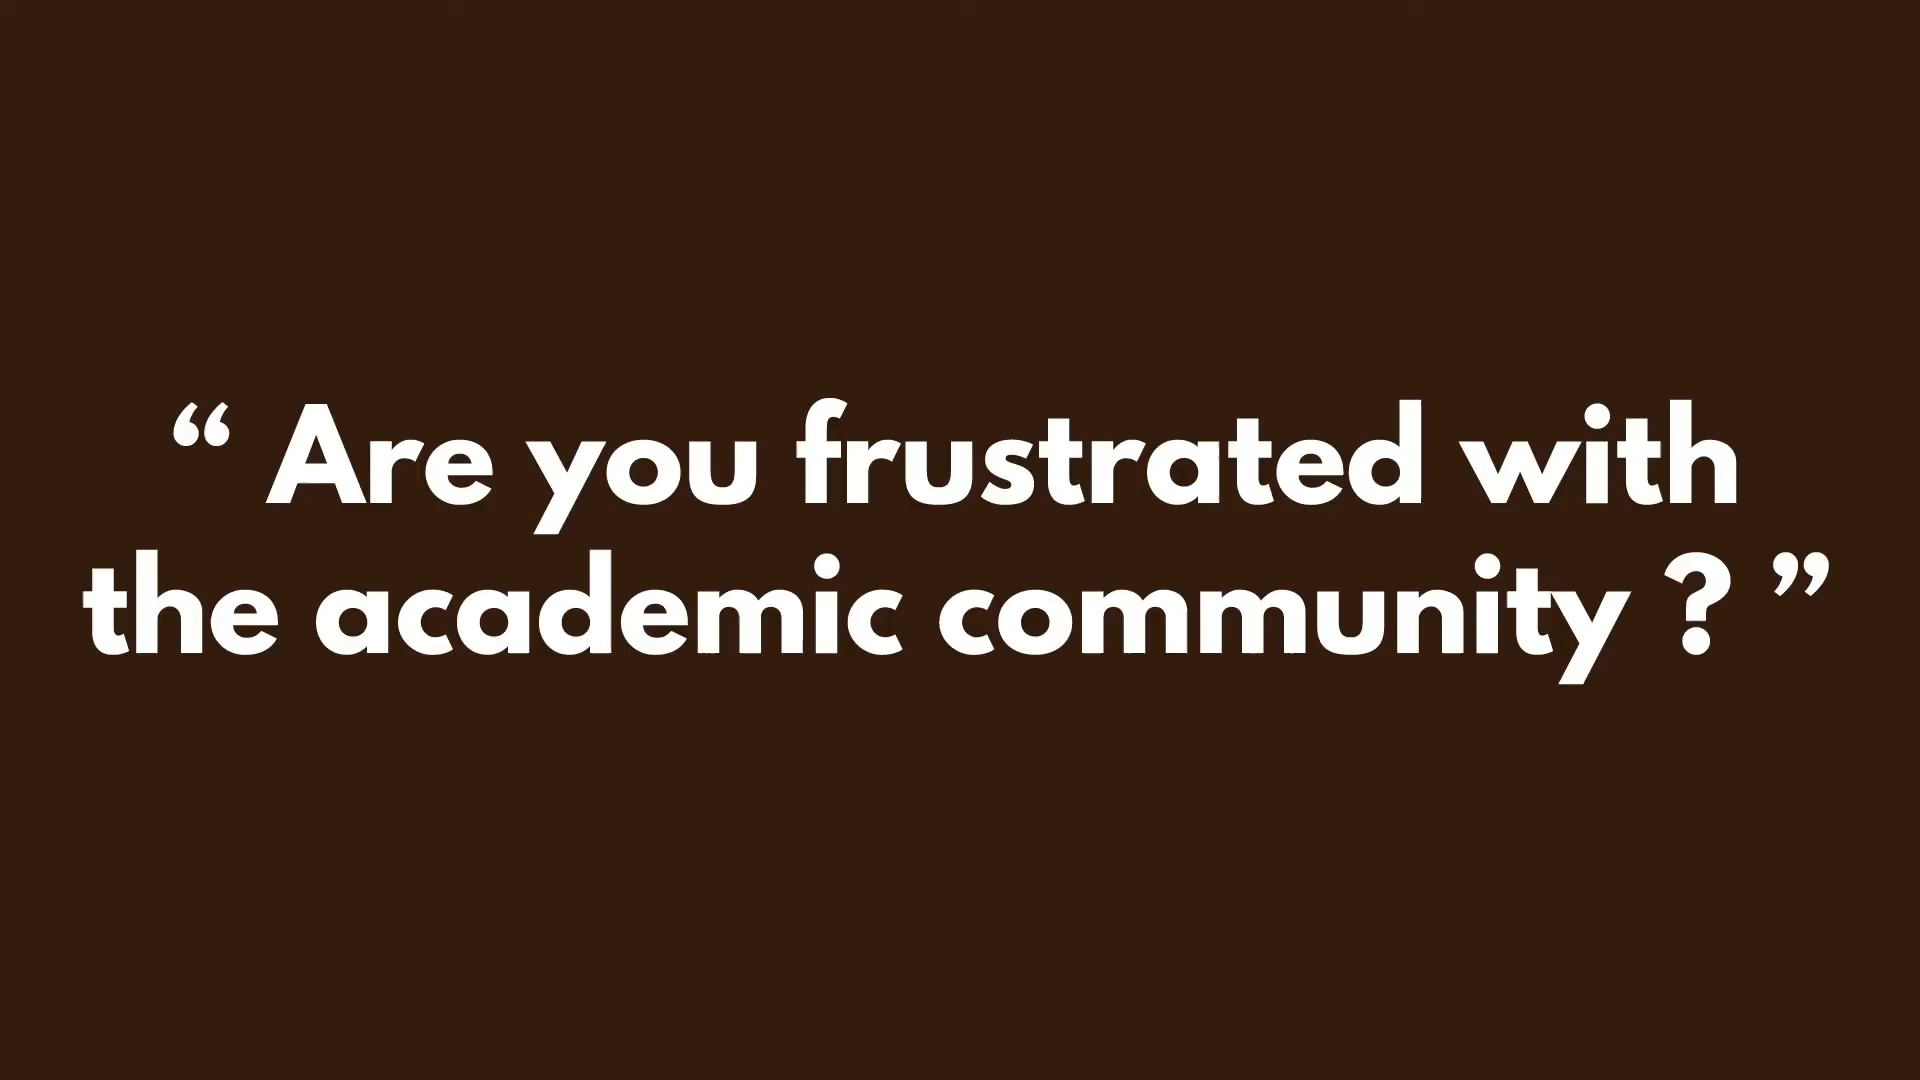 “ Are you frustrated with
the academic community ? ”